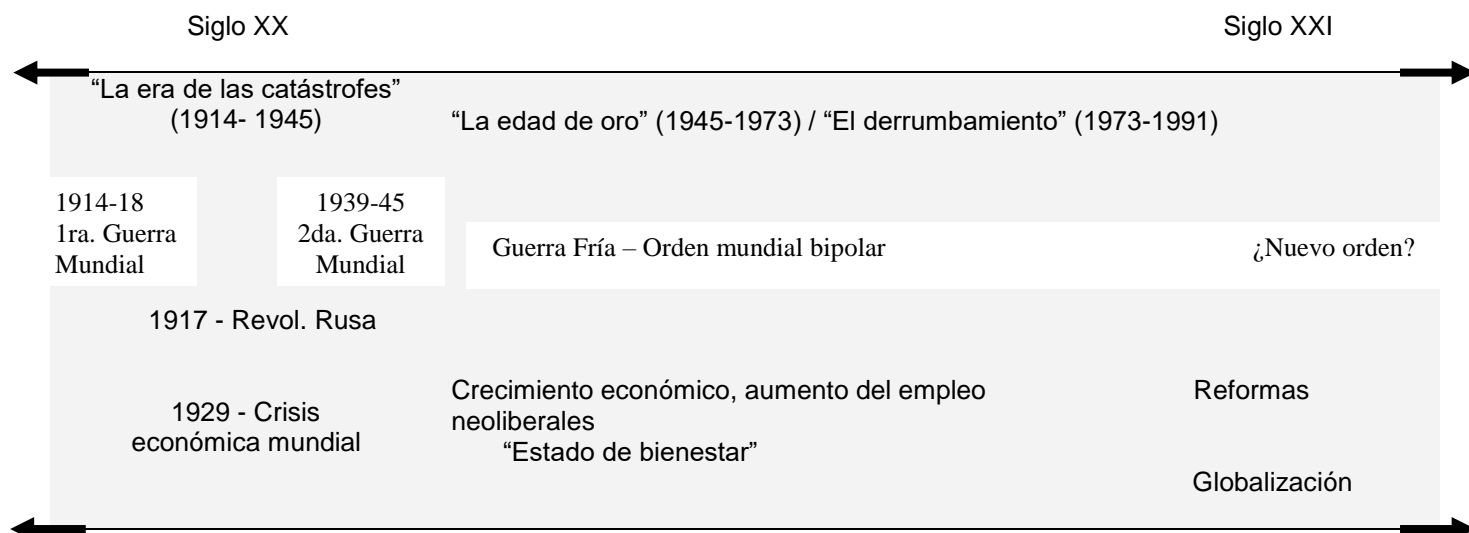 Siglo XX Siglo XXI
“La era de las catástrofes”
(1914- 1945)
“La edad de oro” (1945-1973) / “El derrumbamiento” (1973-1991)
1914-18
1ra. Guerra
Mundial
1939-45
2da. Guerra
Mundial
Guerra Fría – Orden mundial bipolar ¿Nuevo orden?
1917 - Revol. Rusa
1929 - Crisis
económica mundial
Crecimiento económico, aumento del empleo Reformas
neoliberales
“Estado de bienestar”
Globalización